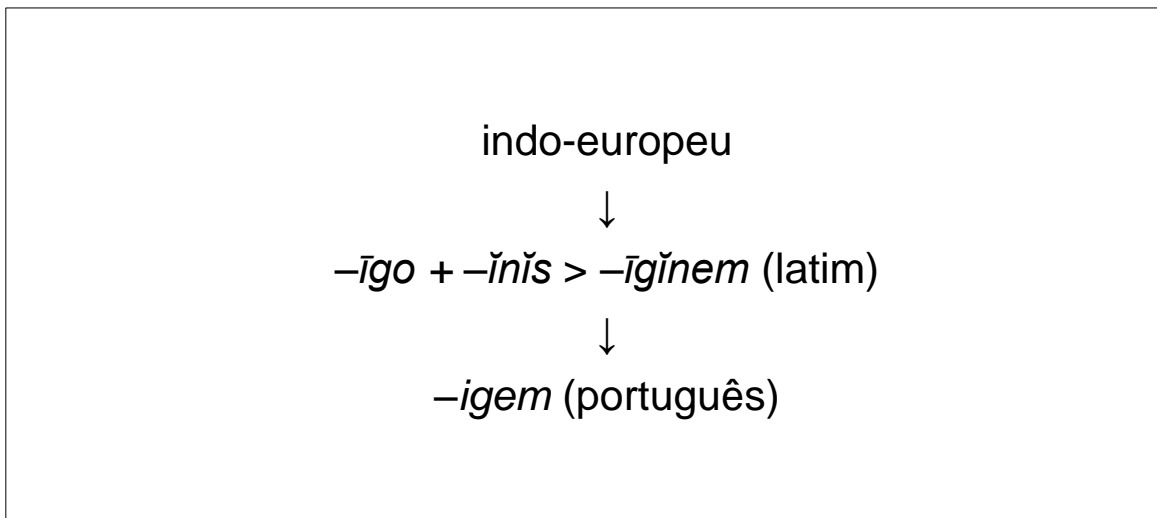 indo-europeu
↓
–īgo + –ĭnĭs > –īgĭnem (latim)
↓
–igem (português)